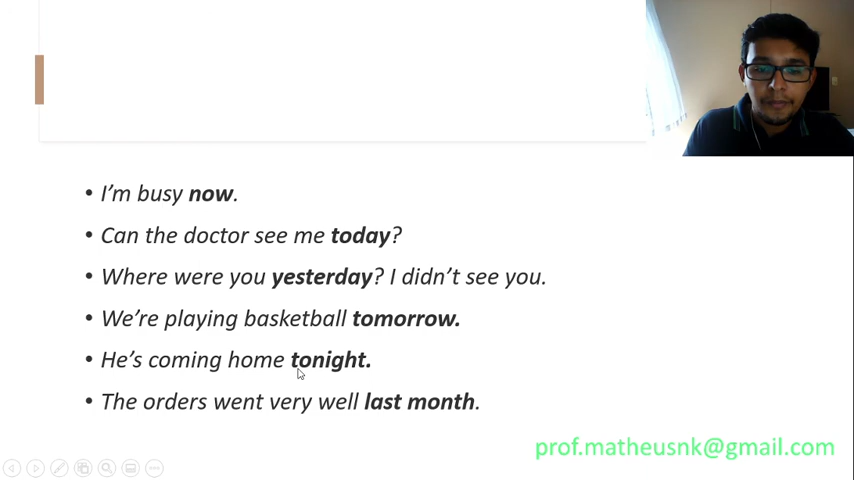 • I’m busy now.
• Can the doctor see me today?
• Where were you yesterday? I didn’t see you.
• We’re playing basketball tomorrow.
• He’s coming home tonight.
• The orders went very well last month.
prof.matheusnk@gmail.com